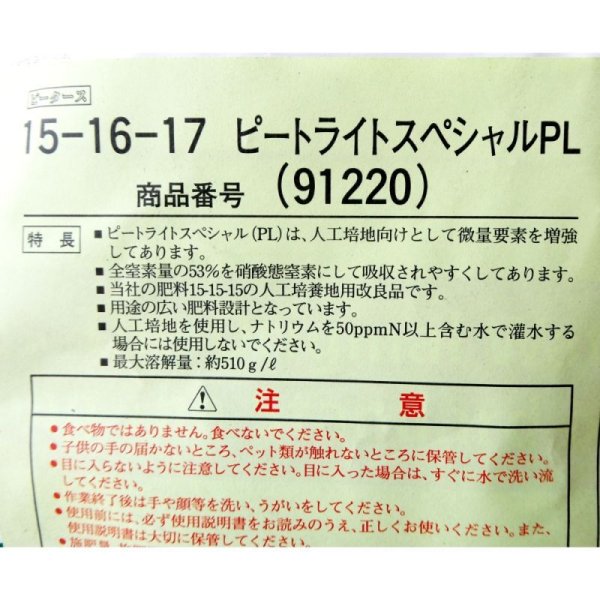 ピータース
15-16-17 ピートライトスペシャルPL
商品番号 (91220)
特長
■ピートライトスペシャル(PL)は、人工培地向けとして微量要素を増強
してあります。
■全窒素量の53%を硝酸態窒素にして吸収されやすくしてあります。
■当社の肥料15-15-15の人工培養地用改良品です。
■用途の広い肥料設計となっています。
■人工培地を使用し、ナトリウムを50ppmN以上含む水で灌水する
場合には使用しないでください。
■最大溶解量:約510g/ℓ
注意
●食べ物ではありません。食べないでください。
●子供の手の届かないところ、ペット類が触れないところに保管してください。
●目に入らないように注意してください。目に入った場合は、すぐに水で洗い流
してください。
●作業終了後は手や顔等を洗い、うがいをしてください。
●使用前には、必ず使用説明書をお読みのうえ、正しくお使いください。また、
使用説明書は大切に保管してください。